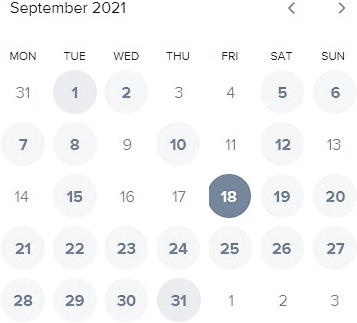 September 2021
MON TUE WED THU FRI SAT SUN
31 1 2 3 4 5 6
7 8 9 10 11 12 13
14 15 16 17 18 19 20
21 22 23 24 25 26 27
28 29 30 31 1 2 3